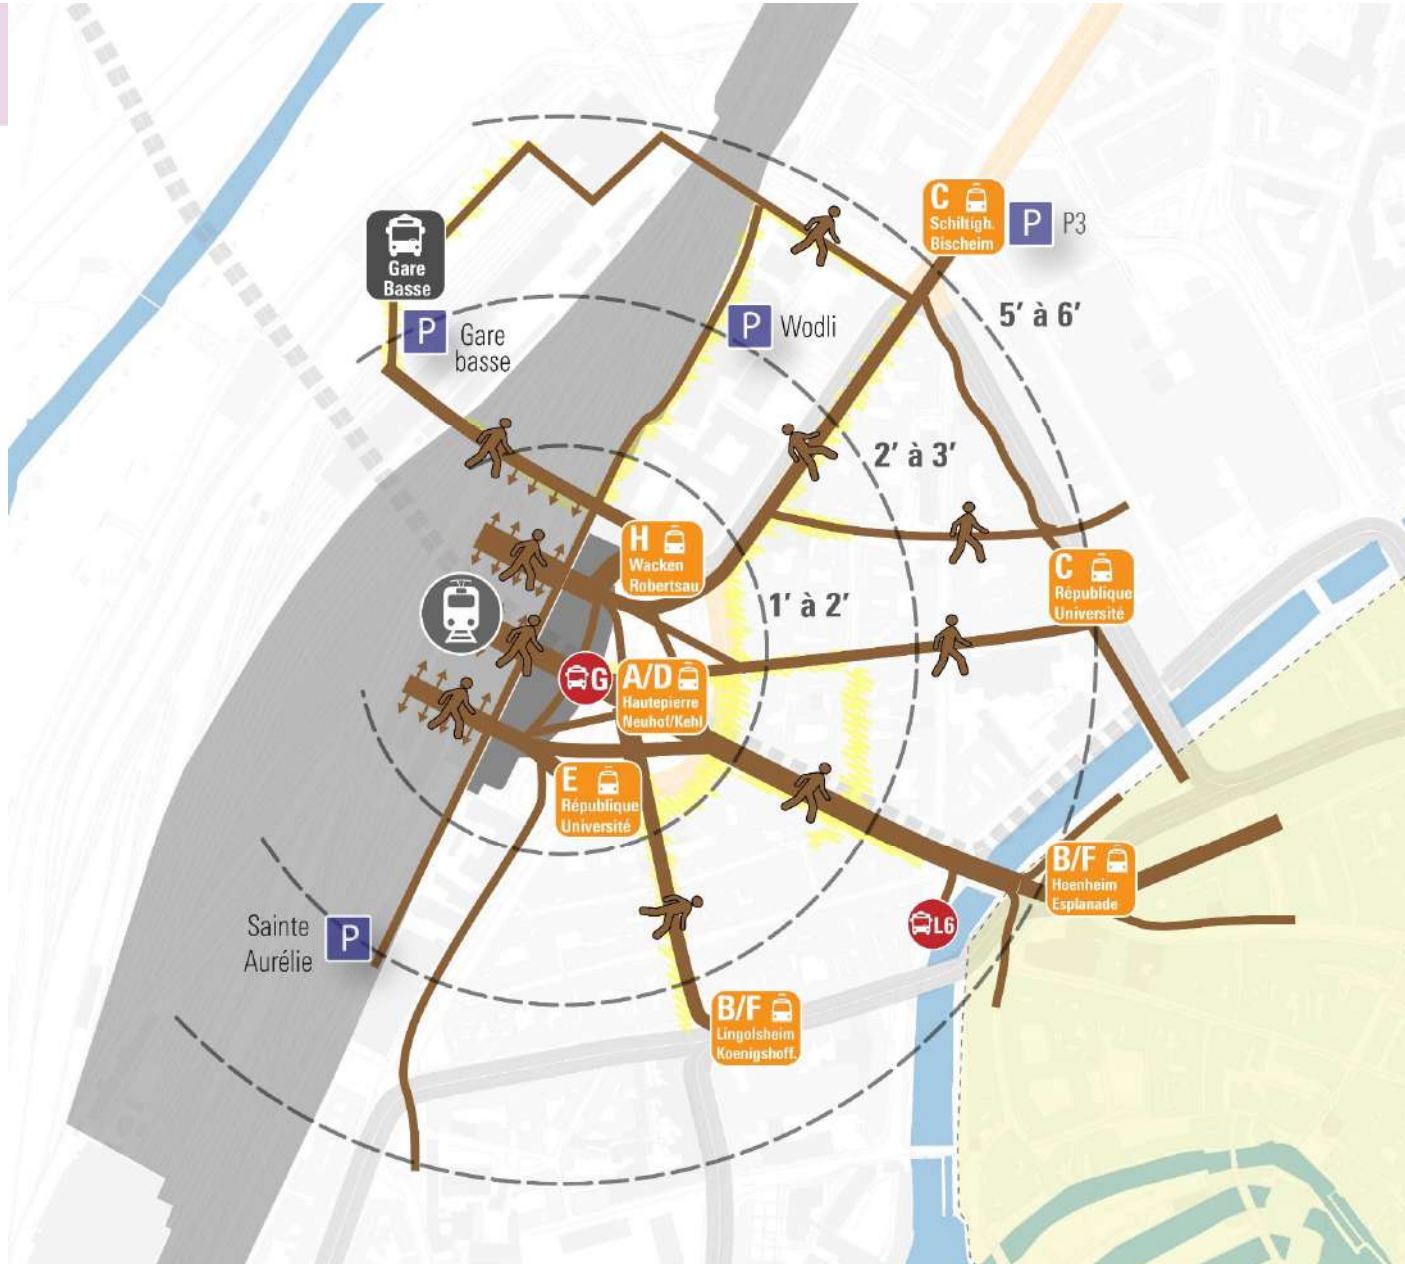 C
Schiltigh.
Bischeim
P
P3
Gare
Basse
P
Gare
basse
P
Wodli
5' à 6'
2' à 3'
H
Wacken
Robertsau
C
République
Université
1' à 2'
G
A/D
Hautepierre
Neuhof/Kehl
E
République
Université
B/F
Hoenheim
Esplanade
L6
Sainte
Aurélie
P
B/F
Lingolsheim
Koenigshoff.